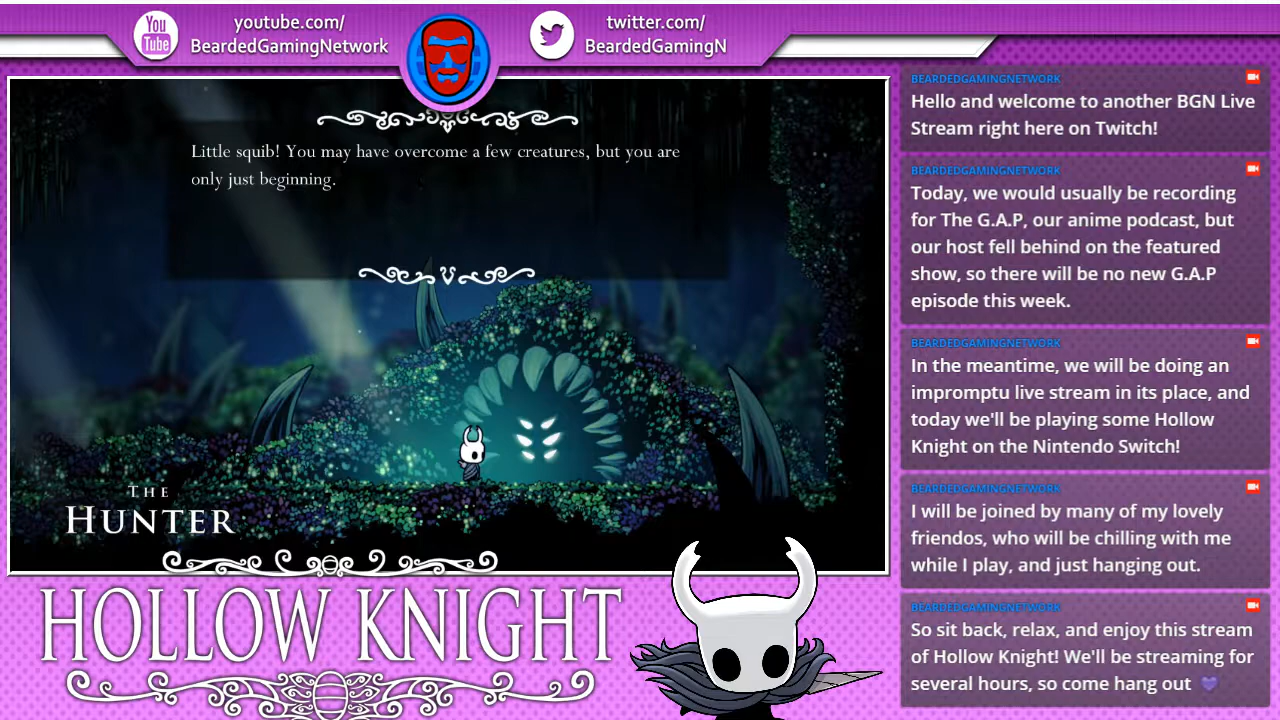 youtube.com/
BeardedGamingNetwork
You
Tube
twitter.com/
BeardedGamingN
Little squib! You may have overcome a few creatures, but you are
only just beginning.
THE
HUNTER
HOLLOW KNIGHT
BEARDEDGAMINGNETWORK
Hello and welcome to another BGN Live
Stream right here on Twitch!
BEARDEDGAMINGNETWORK
Today, we would usually be recording
for The G.A.P, our anime podcast, but
our host fell behind on the featured
show, so there will be no new G.A.P
episode this week.
BEARDEDGAMINGNETWORK
In the meantime, we will be doing an
impromptu live stream in its place, and
today we'll be playing some Hollow
Knight on the Nintendo Switch!
BEARDEDGAMINGNETWORK
I will be joined by many of my lovely
friendos, who will be chilling with me
while I play, and just hanging out.
BEARDEDGAMINGNETWORK
So sit back, relax, and enjoy this stream
of Hollow Knight! We'll be streaming for
several hours, so come hang out 💜